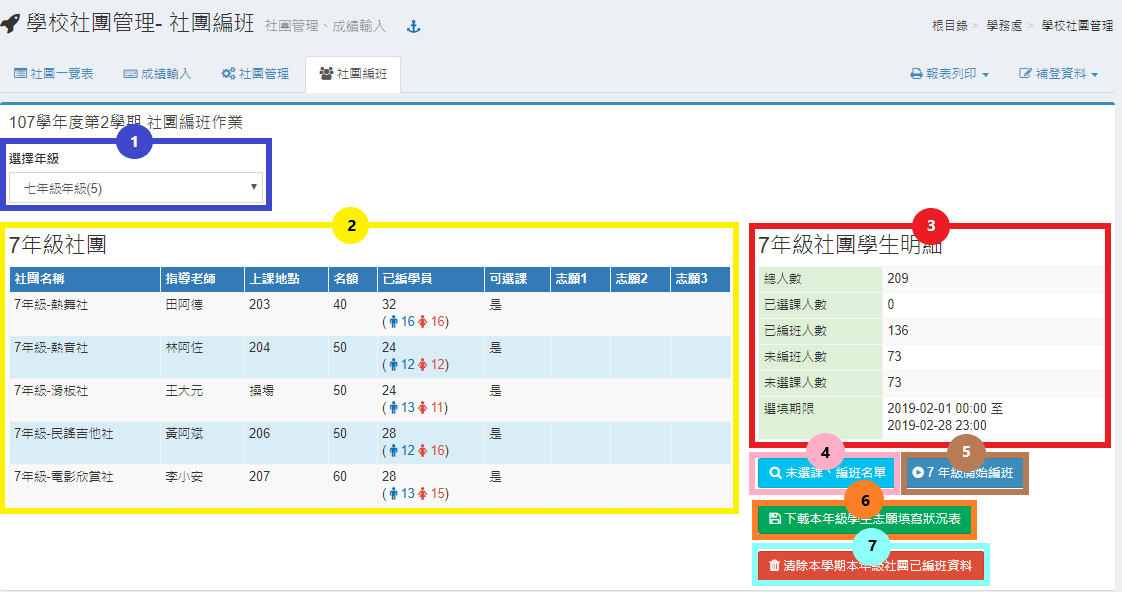 學校社團管理- 社團編班 社團管理、成績輸入
根目錄 > 學務處 > 學校社團管理
社團一覽表 成績輸入 社團管理 社團編班 報表列印 補登資料
107學年度第2學期 社團編班作業
1
選擇年級
七年級年級(5)
2
7年級社團
社團名稱 指導老師 上課地點 名額 已編學員 可選課 志願1 志願2 志願3
7年級-熱舞社 田阿德 203 40 32 是
(16 16)
7年級-熱音社 林阿佐 204 50 24 是
(12 12)
7年級-滑板社 王大元 操場 50 24 是
(13 11)
7年級-民謠吉他社 黃阿斌 206 50 28 是
(12 16)
7年級-電影欣賞社 李小安 207 60 28 是
(13 15)
3
7年級社團學生明細
總人數 209
已選課人數 0
已編班人數 136
未編班人數 73
未選課人數 73
選填期限 2019-02-01 00:00 至
2019-02-28 23:00
4
未選課、編班名單
5
7 年級開始編班
6
下載本年級學生志願填寫狀況表
7
清除本學期本年級社團已編班資料